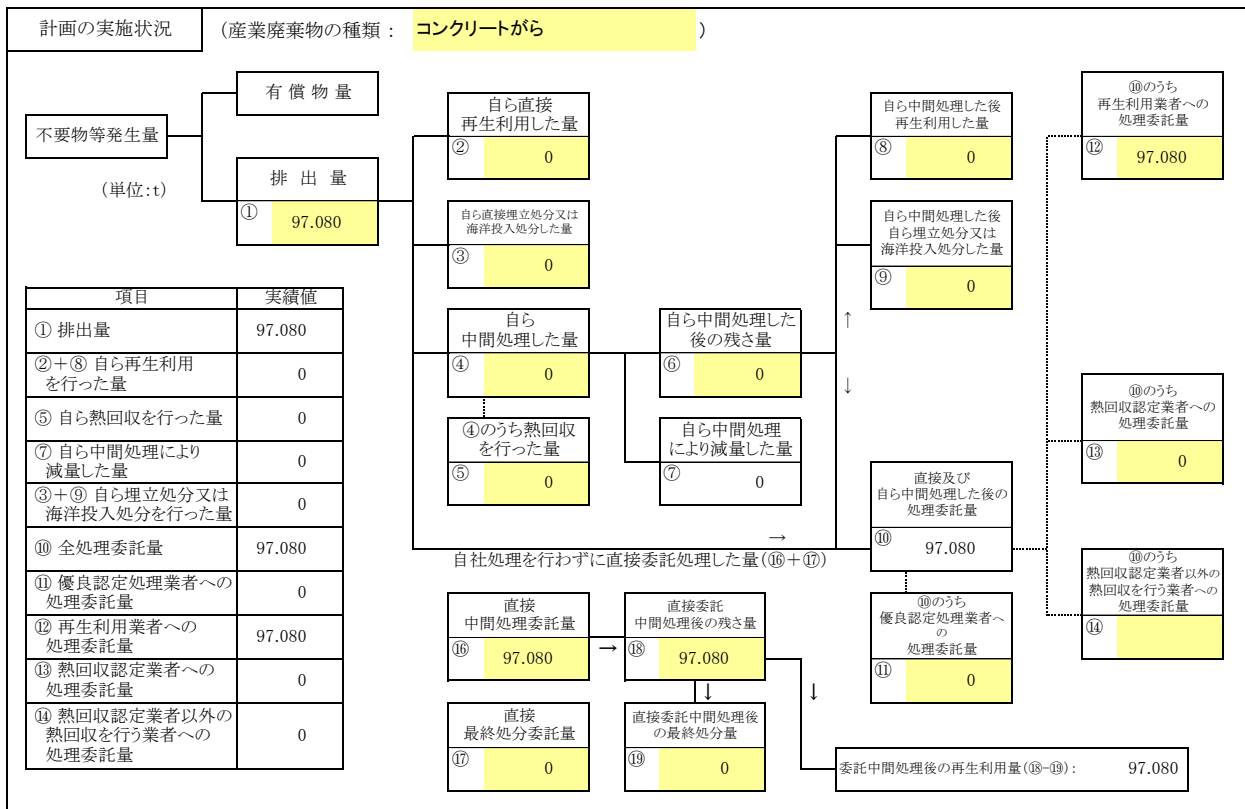 計画の実施状況
(産業廃棄物の種類： コンクリートがら )
不要物等発生量
(単位:t)
有 償 物 量
排 出 量
① 97.080
自ら直接
再生利用した量
② 0
自ら直接埋立処分又は
海洋投入処分した量
③ 0
自ら
中間処理した量
④ 0
④のうち熱回収
を行った量
⑤ 0
自ら中間処理した
後の残さ量
⑥ 0
自ら中間処理
により減量した量
⑦ 0
自ら中間処理した後
再生利用した量
⑧ 0
自ら中間処理した後
自ら埋立処分又は
海洋投入処分した量
⑨ 0
↑
↓
直接及び
自ら中間処理した後の
処理委託量
⑩ 97.080
→
自社処理を行わずに直接委託処理した量(⑯＋⑰)
⑩のうち
優良認定処理業者へ
の
処理委託量
⑪ 0
⑩のうち
再生利用業者への
処理委託量
⑫ 97.080
⑩のうち
熱回収認定業者への
処理委託量
⑬ 0
⑩のうち
熱回収認定業者以外の
熱回収を行う業者への
処理委託量
⑭
直接
中間処理委託量
⑯ 97.080
→
直接委託
中間処理後の残さ量
⑱ 97.080
↓
↓
直接
最終処分委託量
⑰ 0
直接委託中間処理後
の最終処分量
⑲ 0
委託中間処理後の再生利用量(⑱-⑲)： 97.080
項目 実績値
① 排出量 97.080
②＋⑧ 自ら再生利用
を行った量 0
⑤ 自ら熱回収を行った量 0
⑦ 自ら中間処理により
減量した量 0
③＋⑨ 自ら埋立処分又は
海洋投入処分を行った量 0
⑩ 全処理委託量 97.080
⑪ 優良認定処理業者への
処理委託量 0
⑫ 再生利用業者への
処理委託量 97.080
⑬ 熱回収認定業者への
処理委託量 0
⑭ 熱回収認定業者以外の
熱回収を行う業者への
処理委託量 0